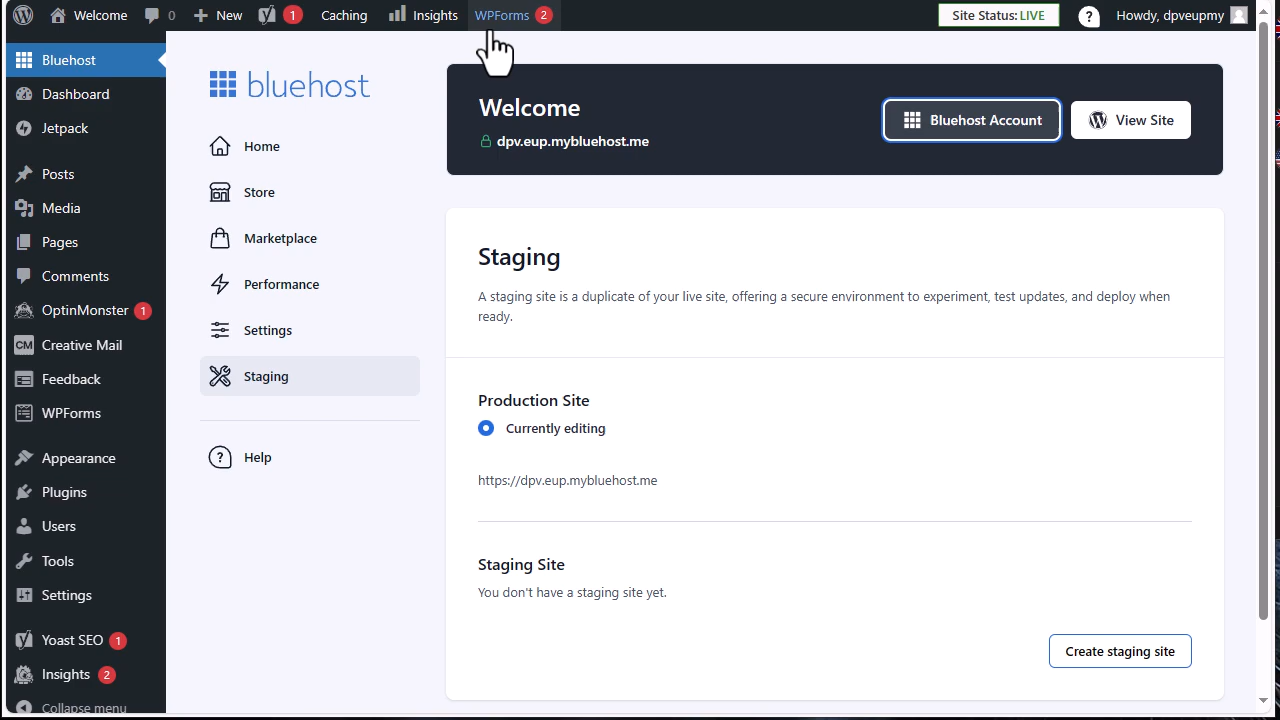 Welcome
0
New
1
Caching
Insights
WPForms 2
Site Status: LIVE
?
Howdy, dpveupmy
Bluehost
Dashboard
Jetpack
Posts
Media
Pages
Comments
OptinMonster 1
CM Creative Mail
Feedback
WPForms
Appearance
Plugins
Users
Tools
Settings
Yoast SEO 1
Insights 2
Collapse menu
bluehost
Home
Store
Marketplace
Performance
Settings
Staging
? Help
Welcome
dpv.eup.mybluehost.me
Bluehost Account
View Site
Staging
A staging site is a duplicate of your live site, offering a secure environment to experiment, test updates, and deploy when
ready.
Production Site
Currently editing
https://dpv.eup.mybluehost.me
Staging Site
You don't have a staging site yet.
Create staging site